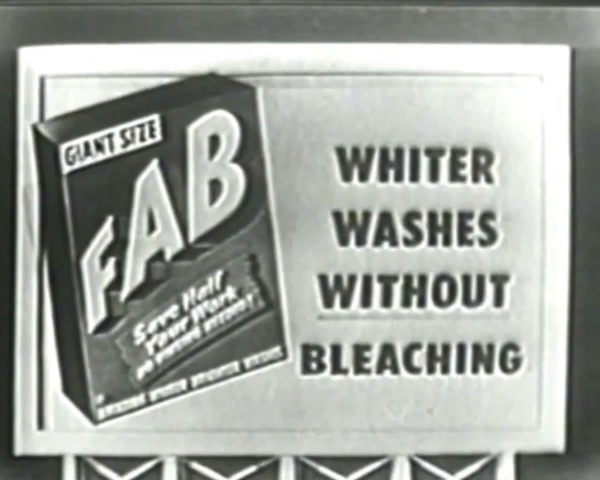 GIANT SIZE
FAB
Save Half
Your Work
WHITER
WASHES
WITHOUT
BLEACHING